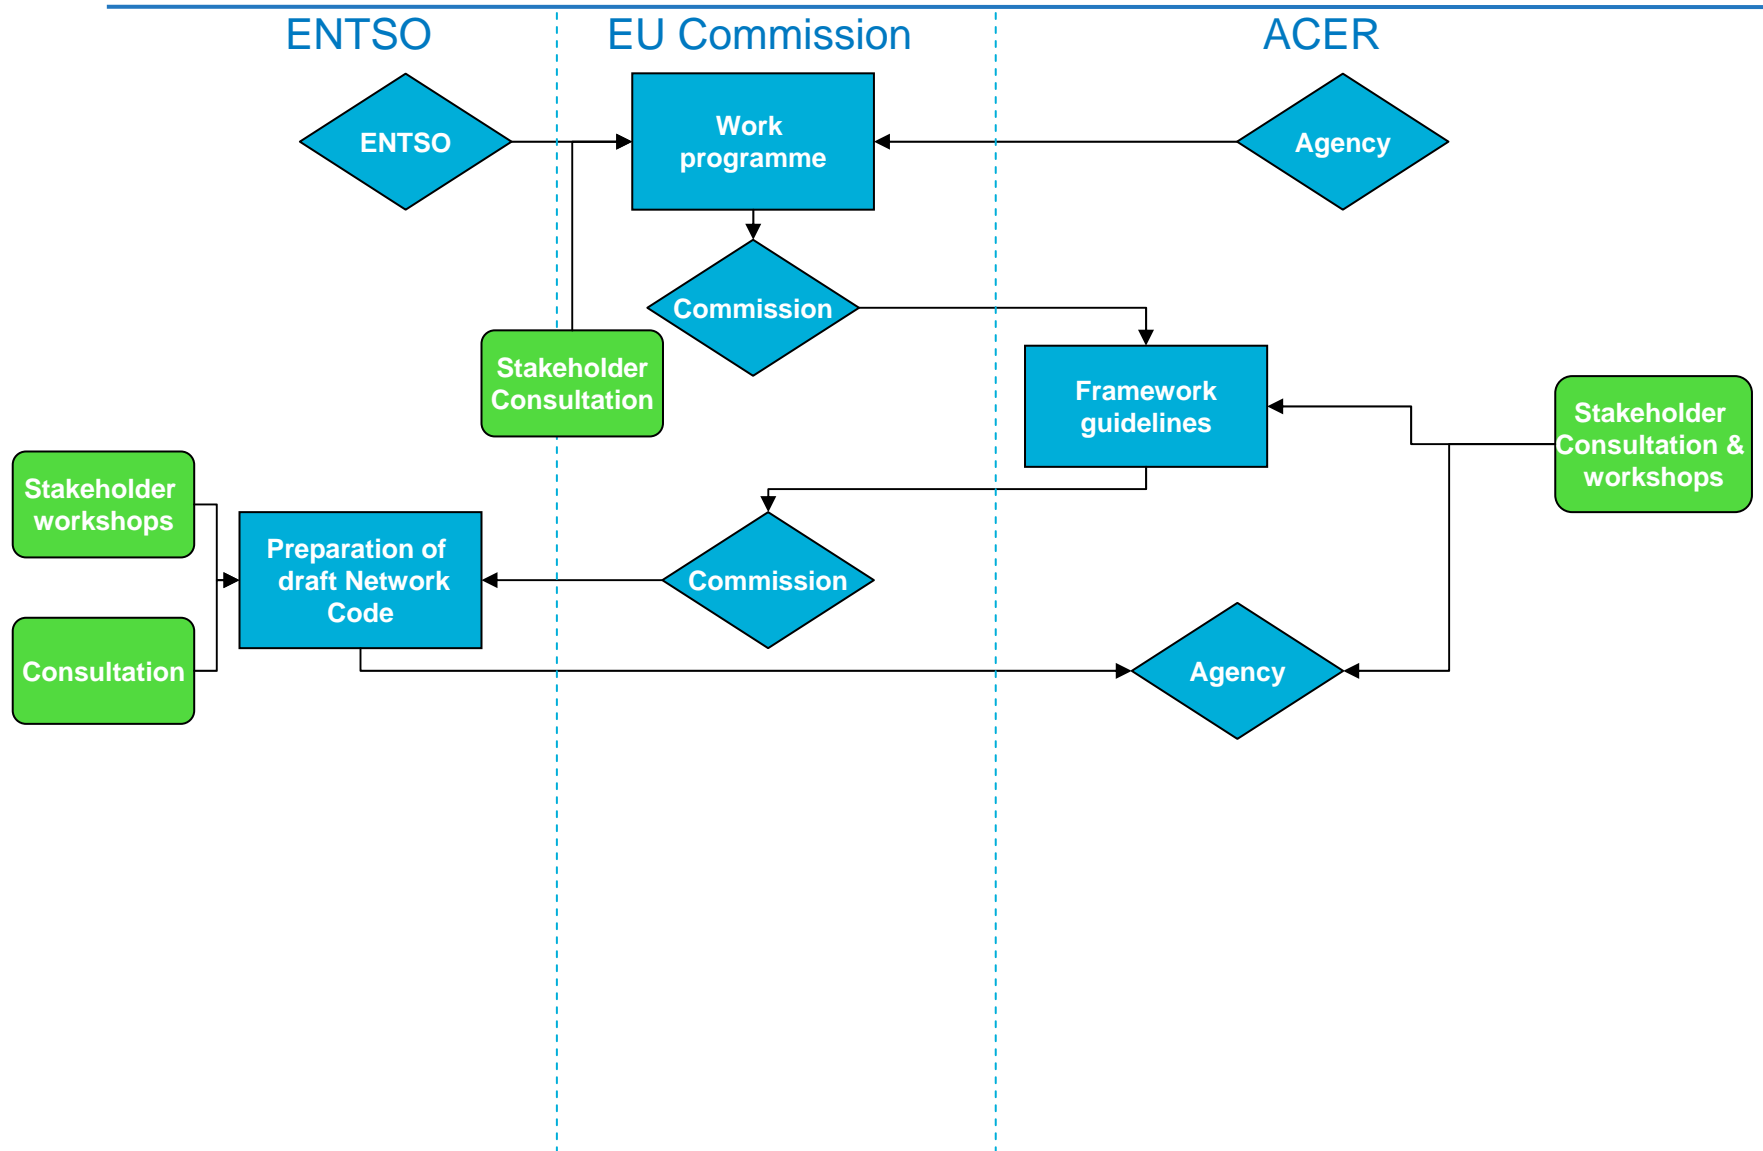 ENTSO
EU Commission
ACER
ENTSO
Work
programme
Agency
Commission
Stakeholder
Consultation
Framework
guidelines
Stakeholder
Consultation &
workshops
Stakeholder
workshops
Preparation of
draft Network
Code
Commission
Consultation
Agency